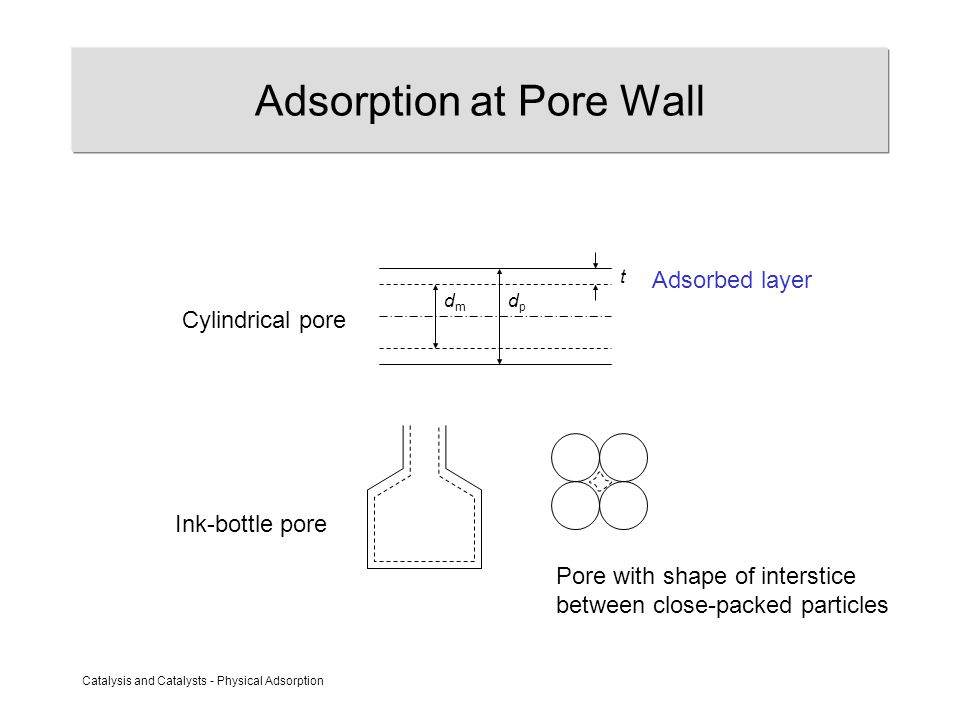 Adsorption at Pore Wall
t
Adsorbed layer
dm
dp
Cylindrical pore
Ink-bottle pore
Pore with shape of interstice
between close-packed particles
Catalysis and Catalysts - Physical Adsorption